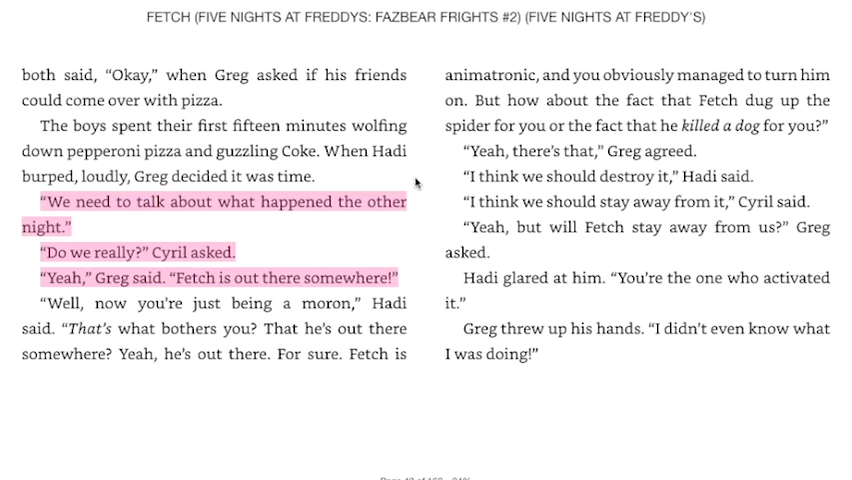 FETCH (FIVE NIGHTS AT FREDDYS: FAZBEAR FRIGHTS #2) (FIVE NIGHTS AT FREDDY'S)
both said, “Okay,” when Greg asked if his friends
could come over with pizza.
The boys spent their first fifteen minutes wolfing
down pepperoni pizza and guzzling Coke. When Hadi
burped, loudly, Greg decided it was time.
“We need to talk about what happened the other
night.”
“Do we really?” Cyril asked.
“Yeah,” Greg said. “Fetch is out there somewhere!”
“Well, now you’re just being a moron,” Hadi
said. “That’s what bothers you? That he’s out there
somewhere? Yeah, he’s out there. For sure. Fetch is
animatronic, and you obviously managed to turn him
on. But how about the fact that Fetch dug up the
spider for you or the fact that he killed a dog for you?”
“Yeah, there’s that,” Greg agreed.
“I think we should destroy it,” Hadi said.
“I think we should stay away from it,” Cyril said.
“Yeah, but will Fetch stay away from us?” Greg
asked.
Hadi glared at him. “You’re the one who activated
it.”
Greg threw up his hands. “I didn’t even know what
I was doing!”